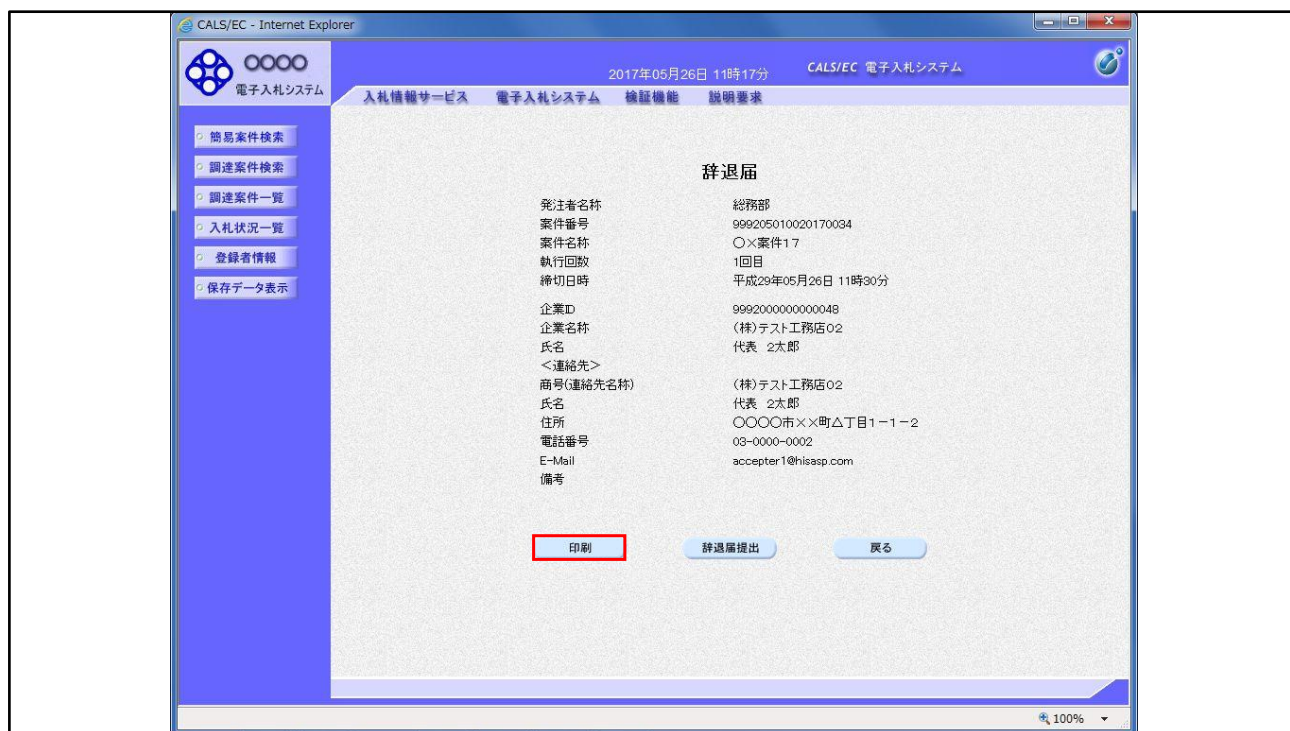 CALS/EC - Internet Explorer
〇〇〇〇
電子入札システム
2017年05月26日 11時17分
CALS/EC 電子入札システム
入札情報サービス 電子入札システム 検証機能 説明要求
簡易案件検索
調達案件検索
調達案件一覧
入札状況一覧
登録者情報
保存データ表示
辞退届
発注者名称 総務部
案件番号 999205010020170034
案件名称 〇×案件17
執行回数 1回目
締切日時 平成29年05月26日 11時30分
企業ID 9992000000000048
企業名称 (株)テスト工務店02
氏名 代表 2太郎
<連絡先>
商号(連絡先名称) (株)テスト工務店02
氏名 代表 2太郎
住所 〇〇〇〇市××町△丁目1-1-2
電話番号 03-0000-0002
E-Mail accepter1@hisasp.com
備考
印刷 辞退届提出 戻る
100%